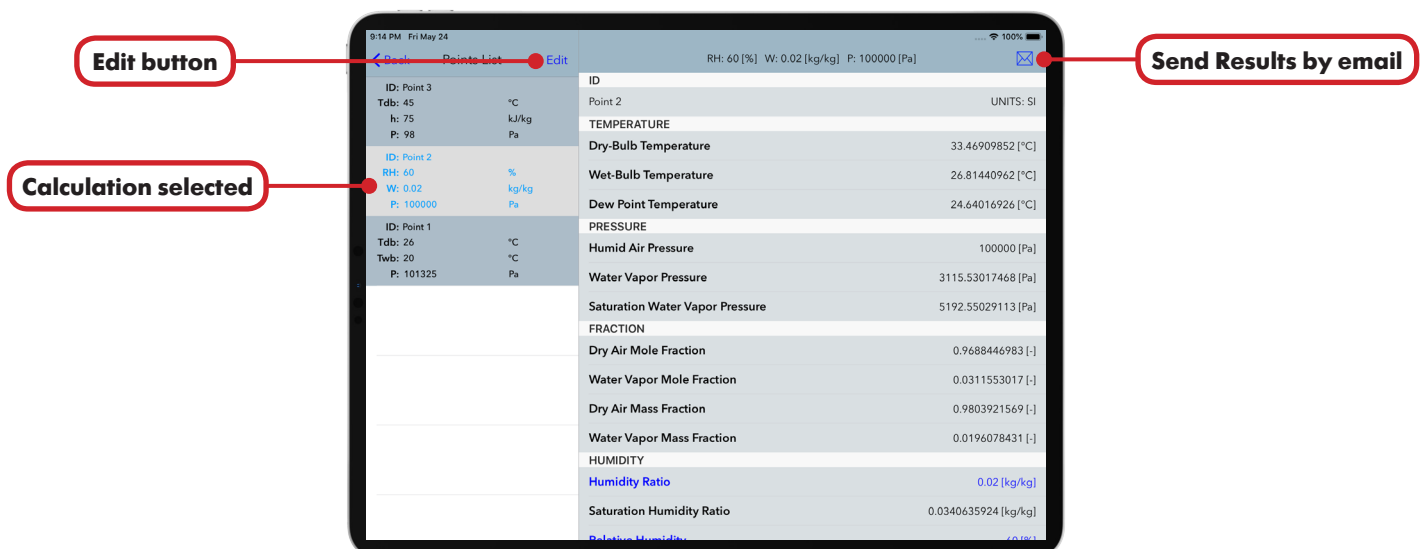 9:14 PM Fri May 24
100%
Edit button
Back Points List Edit
RH: 60 [%] W: 0.02 [kg/kg] P: 100000 [Pa]
Send Results by email
ID: Point 3
Tdb: 45 °C
h: 75 kJ/kg
P: 98 Pa
Calculation selected
ID: Point 2
RH: 60 %
W: 0.02 kg/kg
P: 100000 Pa
ID: Point 1
Tdb: 26 °C
Twb: 20 °C
P: 101325 Pa
ID
Point 2 UNITS: SI
TEMPERATURE
Dry-Bulb Temperature 33.46909852 [°C]
Wet-Bulb Temperature 26.81440962 [°C]
Dew Point Temperature 24.64016926 [°C]
PRESSURE
Humid Air Pressure 100000 [Pa]
Water Vapor Pressure 3115.53017468 [Pa]
Saturation Water Vapor Pressure 5192.55029113 [Pa]
FRACTION
Dry Air Mole Fraction 0.9688446983 [-]
Water Vapor Mole Fraction 0.0311553017 [-]
Dry Air Mass Fraction 0.9803921569 [-]
Water Vapor Mass Fraction 0.0196078431 [-]
HUMIDITY
Humidity Ratio 0.02 [kg/kg]
Saturation Humidity Ratio 0.0340635924 [kg/kg]
Relative Humidity 60 [%]